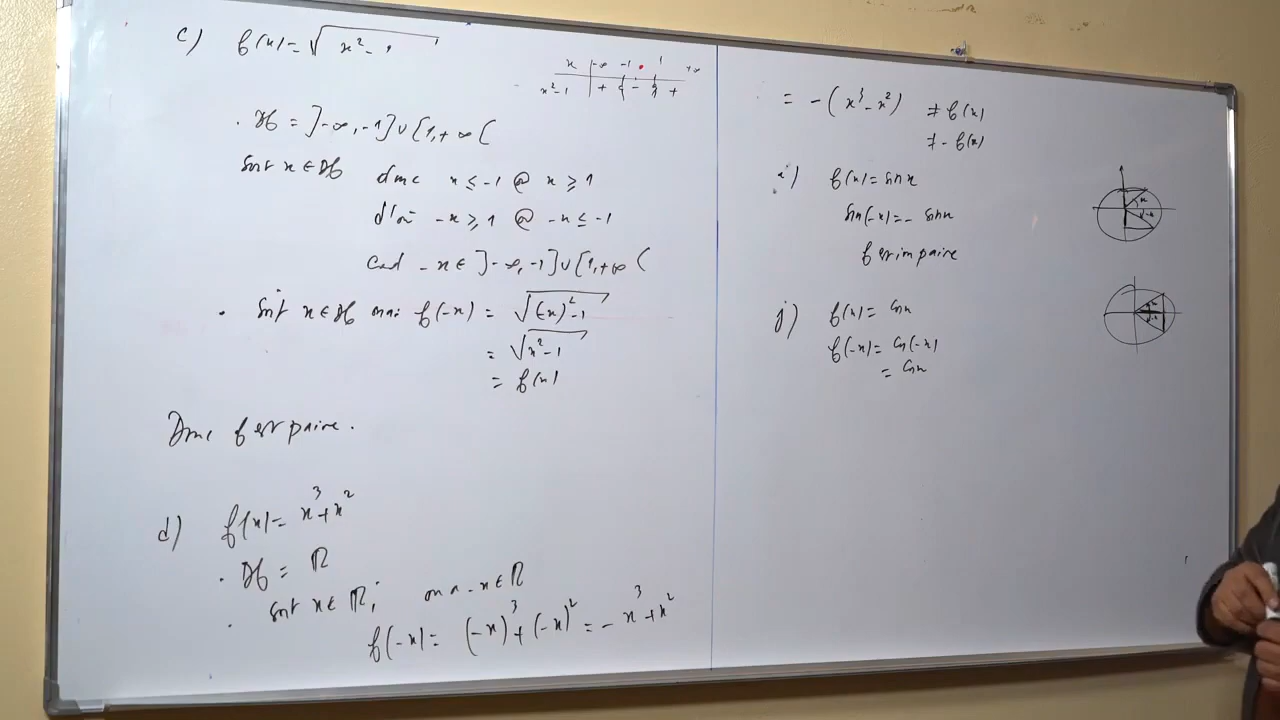 c) f(x) = √x² - 1
x | -∞ -1 1 +∞
x²-1 | + - +
. Df = ]-∞, -1] ∪ [1, +∞(
Soit x ∈ Df donc x ≤ -1 ou x ≥ 1
d'où -x ≥ 1 ou -x ≤ -1
cad -x ∈ ]-∞, -1] ∪ [1, +∞(
. Soit x ∈ Df on a: f(-x) = √(-x)²-1
= √x²-1
= f(x)
Donc f est paire.
d) f(x) = x³+x²
. Df = ℝ
. Soit x ∈ ℝ; on a -x ∈ ℝ
f(-x) = (-x)³+(-x)² = -x³+x²
= -(x³-x²) ≠ f(x)
≠ -f(x)
i) f(x) = sin x
sin(-x) = - sin x
f est impaire
x
-x
j) f(x) = cos x
f(-x) = cos(-x)
= cos x
x
-x